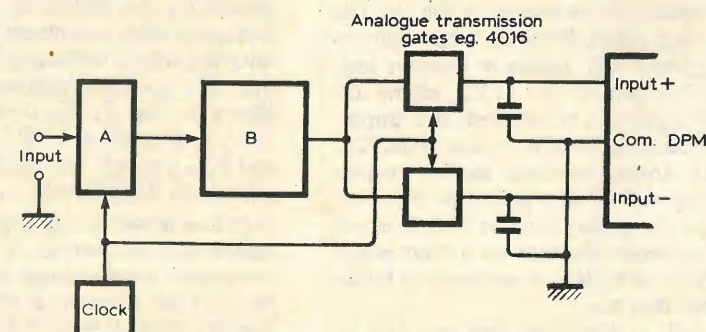 Analogue transmission
gates eg. 4016
Input+
A
B
Com. DPM
Input
Input-
Clock